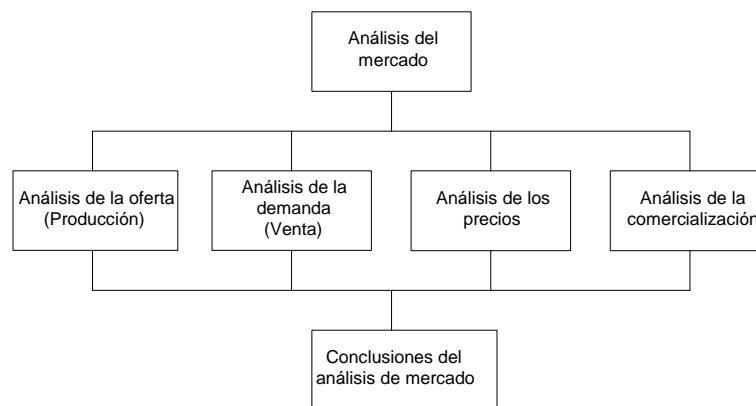 Análisis del
mercado
Análisis de la oferta
(Producción)
Análisis de la
demanda
(Venta)
Análisis de los
precios
Análisis de la
comercialización
Conclusiones del
análisis de mercado